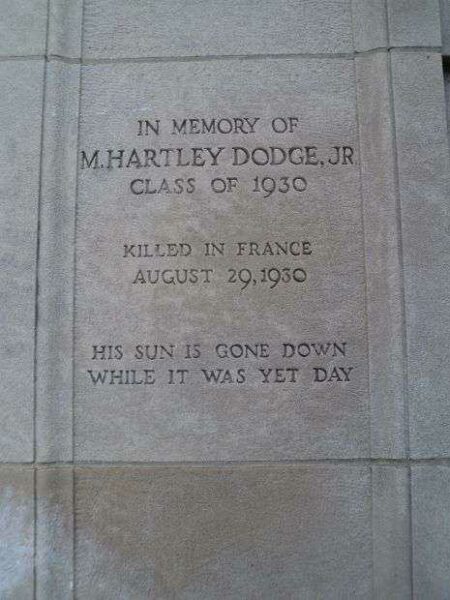 IN MEMORY OF
M. HARTLEY DODGE, JR
CLASS OF 1930
KILLED IN FRANCE
AUGUST 29, 1930
HIS SUN IS GONE DOWN
WHILE IT WAS YET DAY